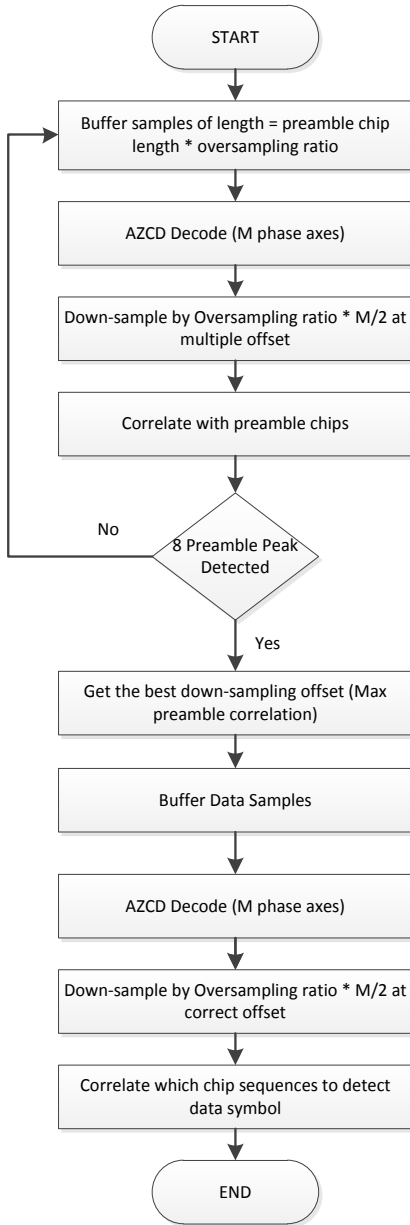 START
Buffer samples of length = preamble chip
length * oversampling ratio
AZCD Decode (M phase axes)
Down-sample by Oversampling ratio * M/2 at
multiple offset
Correlate with preamble chips
No
8 Preamble Peak
Detected
Yes
Get the best down-sampling offset (Max
preamble correlation)
Buffer Data Samples
AZCD Decode (M phase axes)
Down-sample by Oversampling ratio * M/2 at
correct offset
Correlate which chip sequences to detect
data symbol
END